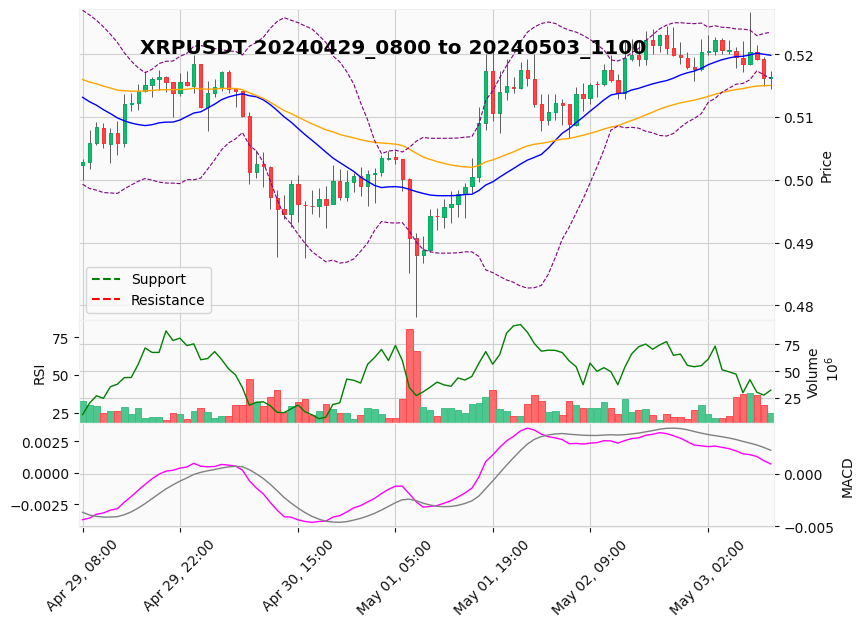 XRPUSDT 20240429_0800 to 20240503_1100
0.52
0.51
0.50
0.49
0.48
Price
Support
Resistance
75
50
25
RSI
75
50
25
Volume
10^6
0.0025
0.0000
−0.0025
0.000
−0.005
MACD
Apr 29, 08:00
Apr 29, 22:00
Apr 30, 15:00
May 01, 05:00
May 01, 19:00
May 02, 09:00
May 03, 02:00